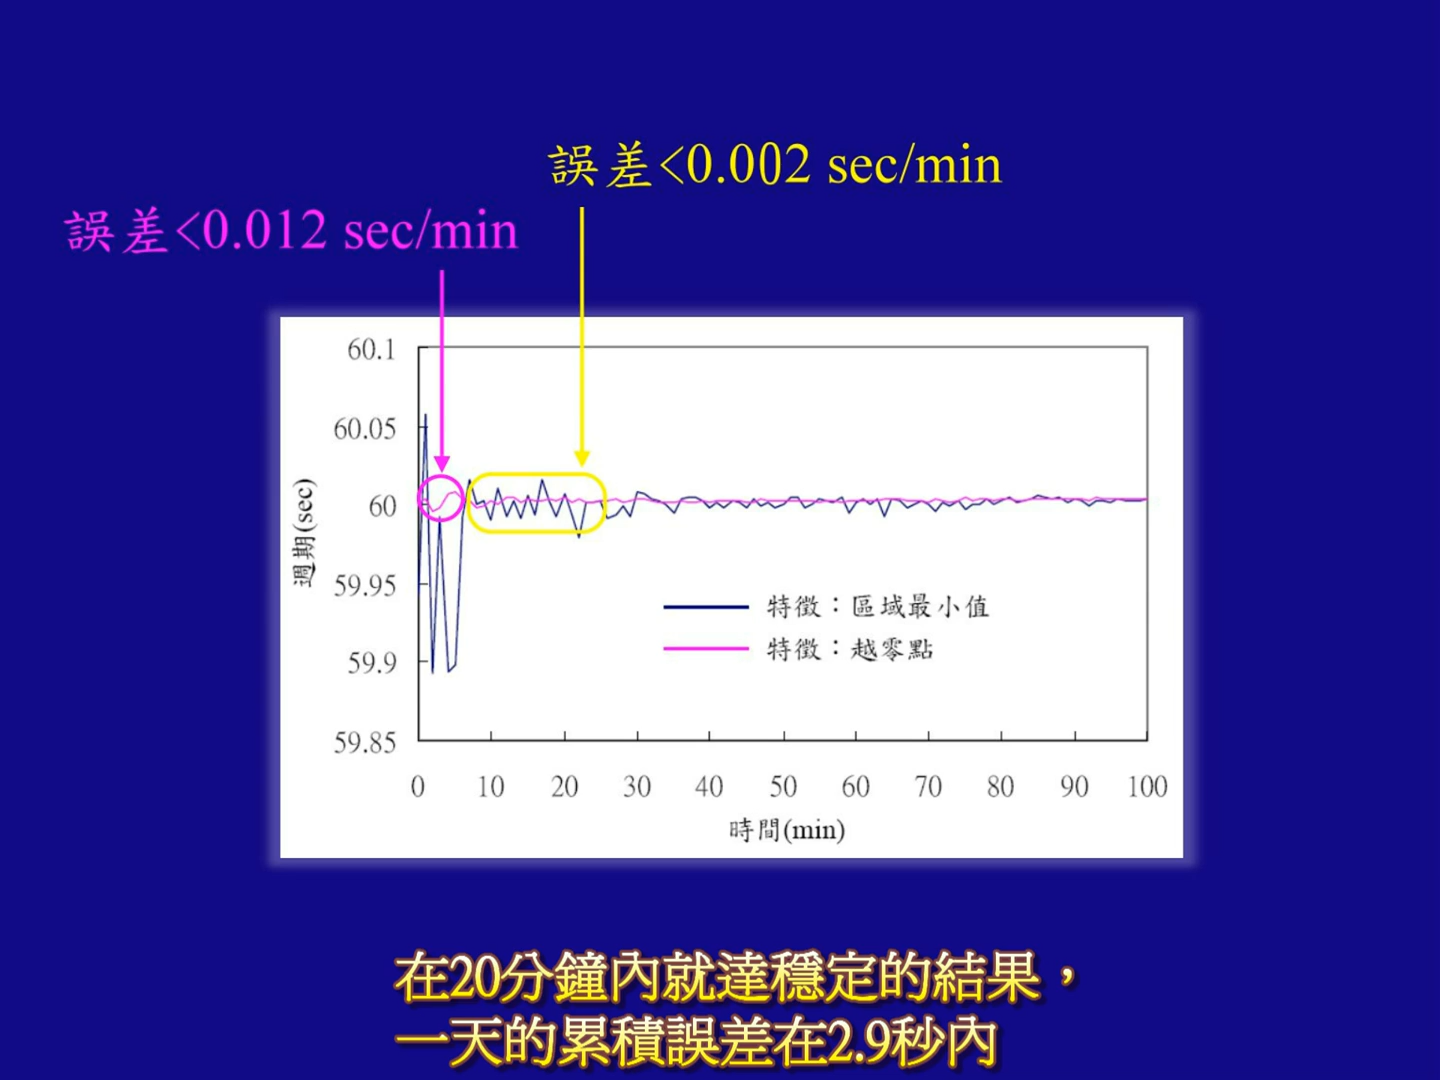 誤差<0.002 sec/min
誤差<0.012 sec/min
60.1
60.05
60
59.95
59.9
59.85
週期(sec)
特徵：區域最小值
特徵：越零點
0 10 20 30 40 50 60 70 80 90 100
時間(min)
在20分鐘內就達穩定的結果，
一天的累積誤差在2.9秒內